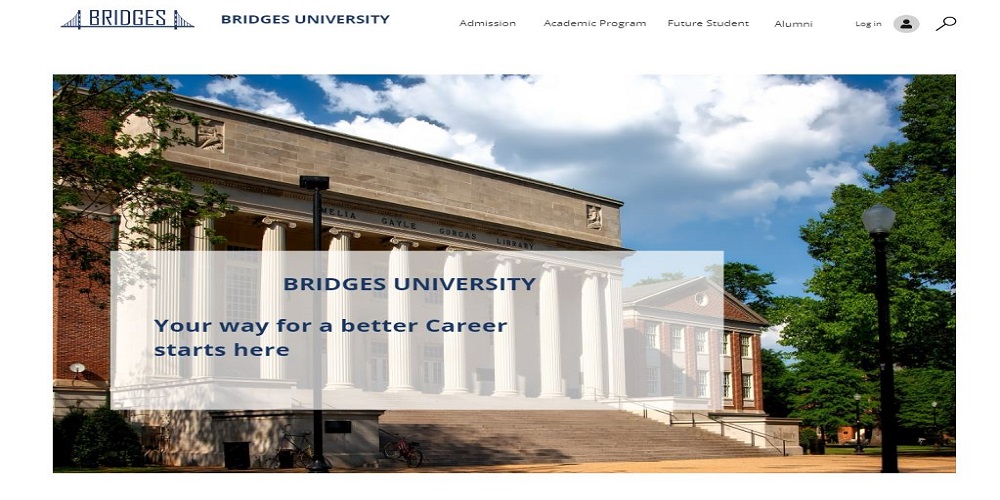 BRIDGES
BRIDGES UNIVERSITY
Admission Academic Program Future Student Alumni Log in
AMELIA GAYLE GORGAS LIBRARY
BRIDGES UNIVERSITY
Your way for a better Career
starts here